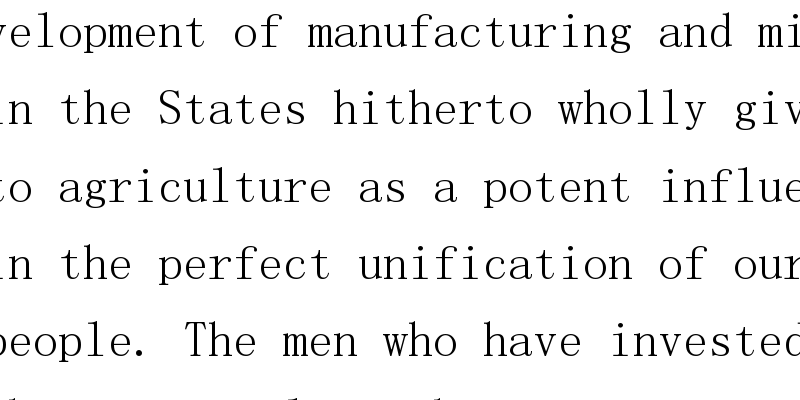 velopment of manufacturing and mi
in the States hitherto wholly giv
to agriculture as a potent influe
in the perfect unification of our
people. The men who have invested